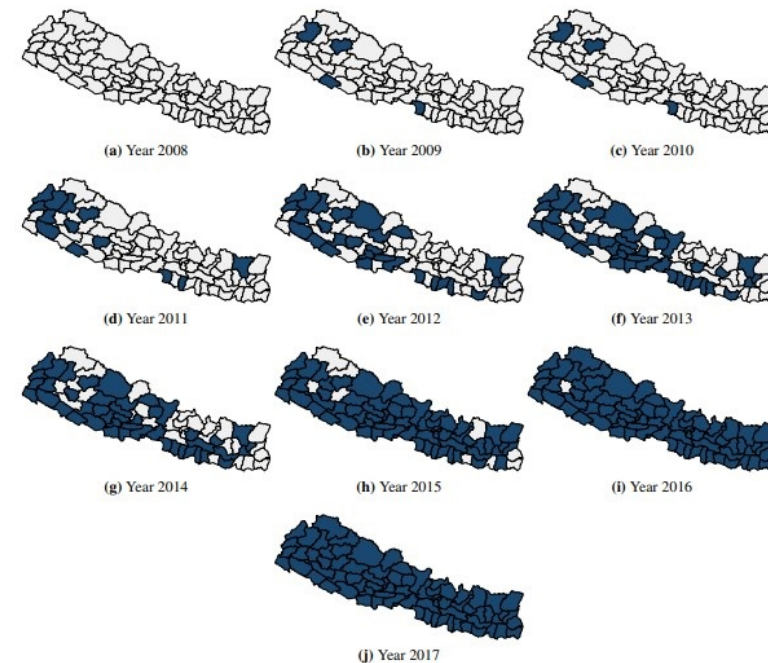 (a) Year 2008
(b) Year 2009
(c) Year 2010
(d) Year 2011
(e) Year 2012
(f) Year 2013
(g) Year 2014
(h) Year 2015
(i) Year 2016
(j) Year 2017